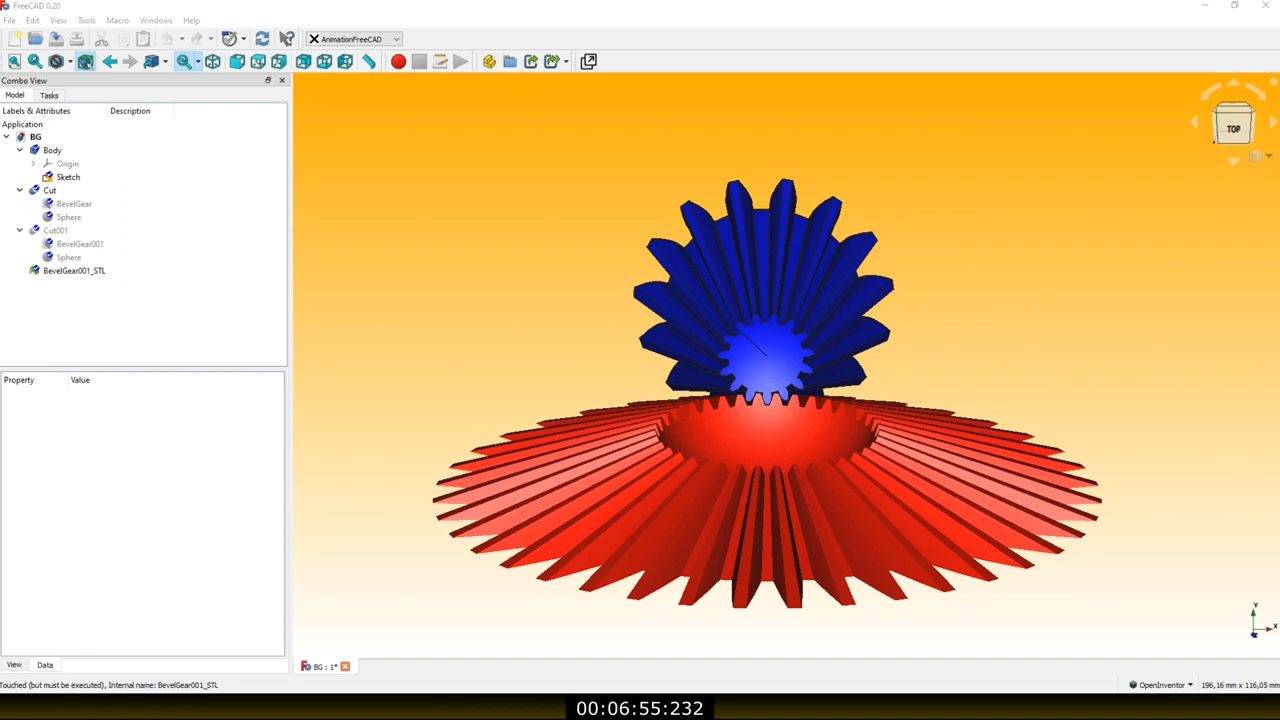 FreeCAD 0.20
File Edit View Tools Macro Windows Help
AnimationFreeCAD
Combo View
Model Tasks
Labels & Attributes Description
Application
BG
Body
Origin
Sketch
Cut
BevelGear
Sphere
Cut001
BevelGear001
Sphere
BevelGear001_STL
Property Value
TOP
Y
X
View Data
BG : 1*
Touched (but must be executed), Internal name: BevelGear001_STL
OpenInventor
196,16 mm x 116,05 mm
00:06:55:232